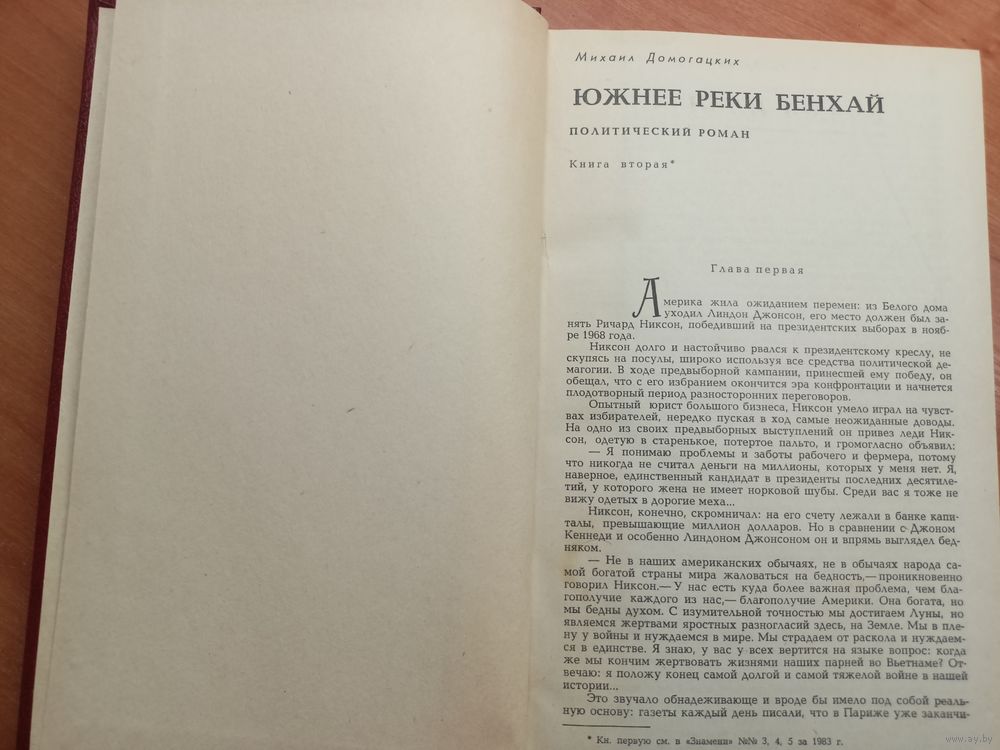 Михаил Домогацких
ЮЖНЕЕ РЕКИ БЕНХАЙ
ПОЛИТИЧЕСКИЙ РОМАН
Книга вторая*
Глава первая
Америка жила ожиданием перемен: из Белого дома
уходил Линдон Джонсон, его место должен был за-
нять Ричард Никсон, победивший на президентских выборах в нояб-
ре 1968 года.
Никсон долго и настойчиво рвался к президентскому креслу, не
скупясь на посулы, широко используя все средства политической де-
магогии. В ходе предвыборной кампании, принесшей ему победу, он
обещал, что с его избранием окончится эра конфронтации и начнется
плодотворный период разносторонних переговоров.
Опытный юрист большого бизнеса, Никсон умело играл на чувст-
вах избирателей, нередко пуская в ход самые неожиданные доводы.
На одно из своих предвыборных выступлений он привез леди Ник-
сон, одетую в старенькое, потертое пальто, и громогласно объявил:
— Я понимаю проблемы и заботы рабочего и фермера, потому
что никогда не считал деньги на миллионы, которых у меня нет. Я,
наверное, единственный кандидат в президенты последних десятиле-
тий, у которого жена не имеет норковой шубы. Среди вас я тоже не
вижу одетых в дорогие меха...
Никсон, конечно, скромничал: на его счету лежали в банке капи-
талы, превышающие миллион долларов. Но в сравнении с Джоном
Кеннеди и особенно Линдоном Джонсоном он и впрямь выглядел бед-
няком.
— Не в наших американских обычаях, не в обычаях народа са-
мой богатой страны мира жаловаться на бедность,— проникновенно
говорил Никсон.— У нас есть куда более важная проблема, чем бла-
гополучие каждого из нас,— благополучие Америки. Она богата, но
мы бедны духом. С изумительной точностью мы достигаем Луны, но
являемся жертвами яростных разногласий здесь, на Земле. Мы в пле-
ну у войны и нуждаемся в мире. Мы страдаем от раскола и нуждаем-
ся в единстве. Я знаю, у вас у всех вертится на языке вопрос: когда
же мы кончим жертвовать жизнями наших парней во Вьетнаме? От-
вечаю: я положу конец самой долгой и самой тяжелой войне в нашей
истории...
Это звучало обнадеживающе и вроде бы имело под собой реаль-
ную основу: газеты каждый день писали, что в Париже уже заканчи-
* Кн. первую см. в «Знамени» №№ 3, 4, 5 за 1983 г.
www.ay.by